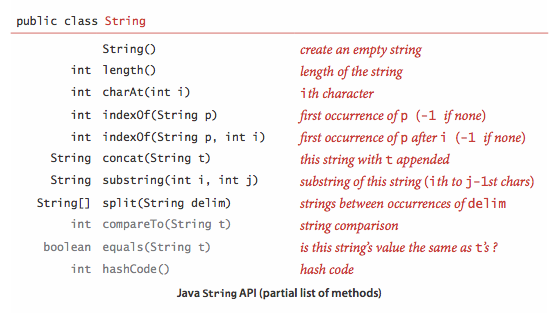 public class String
String() create an empty string
int length() length of the string
int charAt(int i) ith character
int indexOf(String p) first occurrence of p (-1 if none)
int indexOf(String p, int i) first occurrence of p after i (-1 if none)
String concat(String t) this string with t appended
String substring(int i, int j) substring of this string (ith to j-1st chars)
String[] split(String delim) strings between occurrences of delim
int compareTo(String t) string comparison
boolean equals(String t) is this string's value the same as t's ?
int hashCode() hash code
Java String API (partial list of methods)